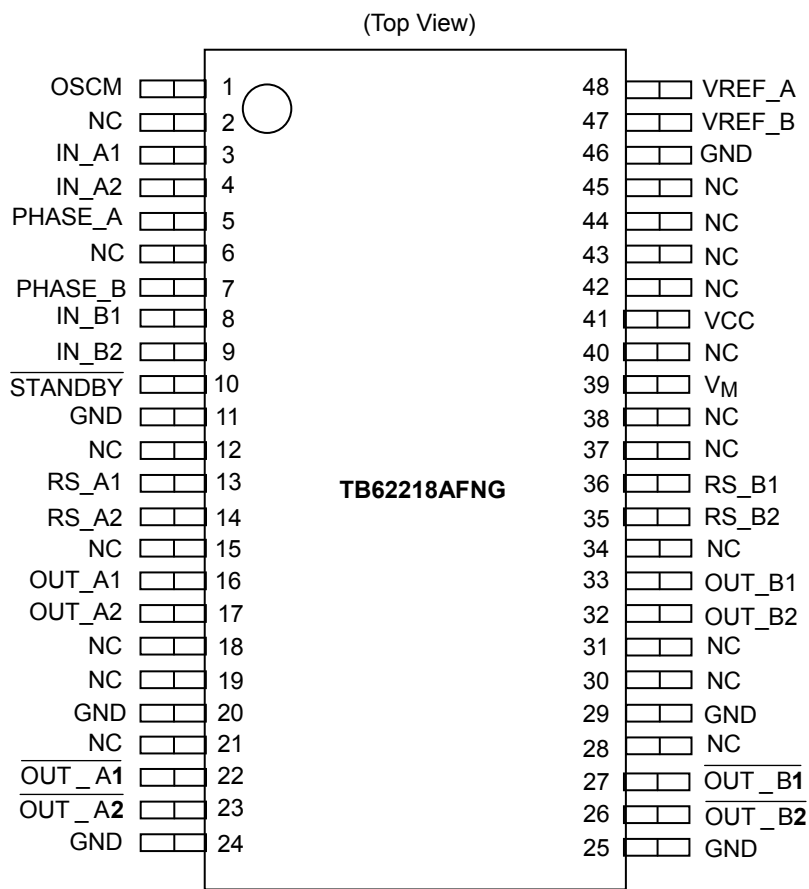 (Top View)
OSCM 1 48 VREF_A
NC 2 47 VREF_B
IN_A1 3 46 GND
IN_A2 4 45 NC
PHASE_A 5 44 NC
NC 6 43 NC
PHASE_B 7 42 NC
IN_B1 8 41 VCC
IN_B2 9 40 NC
STANDBY 10 39 VM
GND 11 38 NC
NC 12 37 NC
TB62218AFNG
RS_A1 13 36 RS_B1
RS_A2 14 35 RS_B2
NC 15 34 NC
OUT_A1 16 33 OUT_B1
OUT_A2 17 32 OUT_B2
NC 18 31 NC
NC 19 30 NC
GND 20 29 GND
NC 21 28 NC
OUT_A1 22 27 OUT_B1
OUT_A2 23 26 OUT_B2
GND 24 25 GND